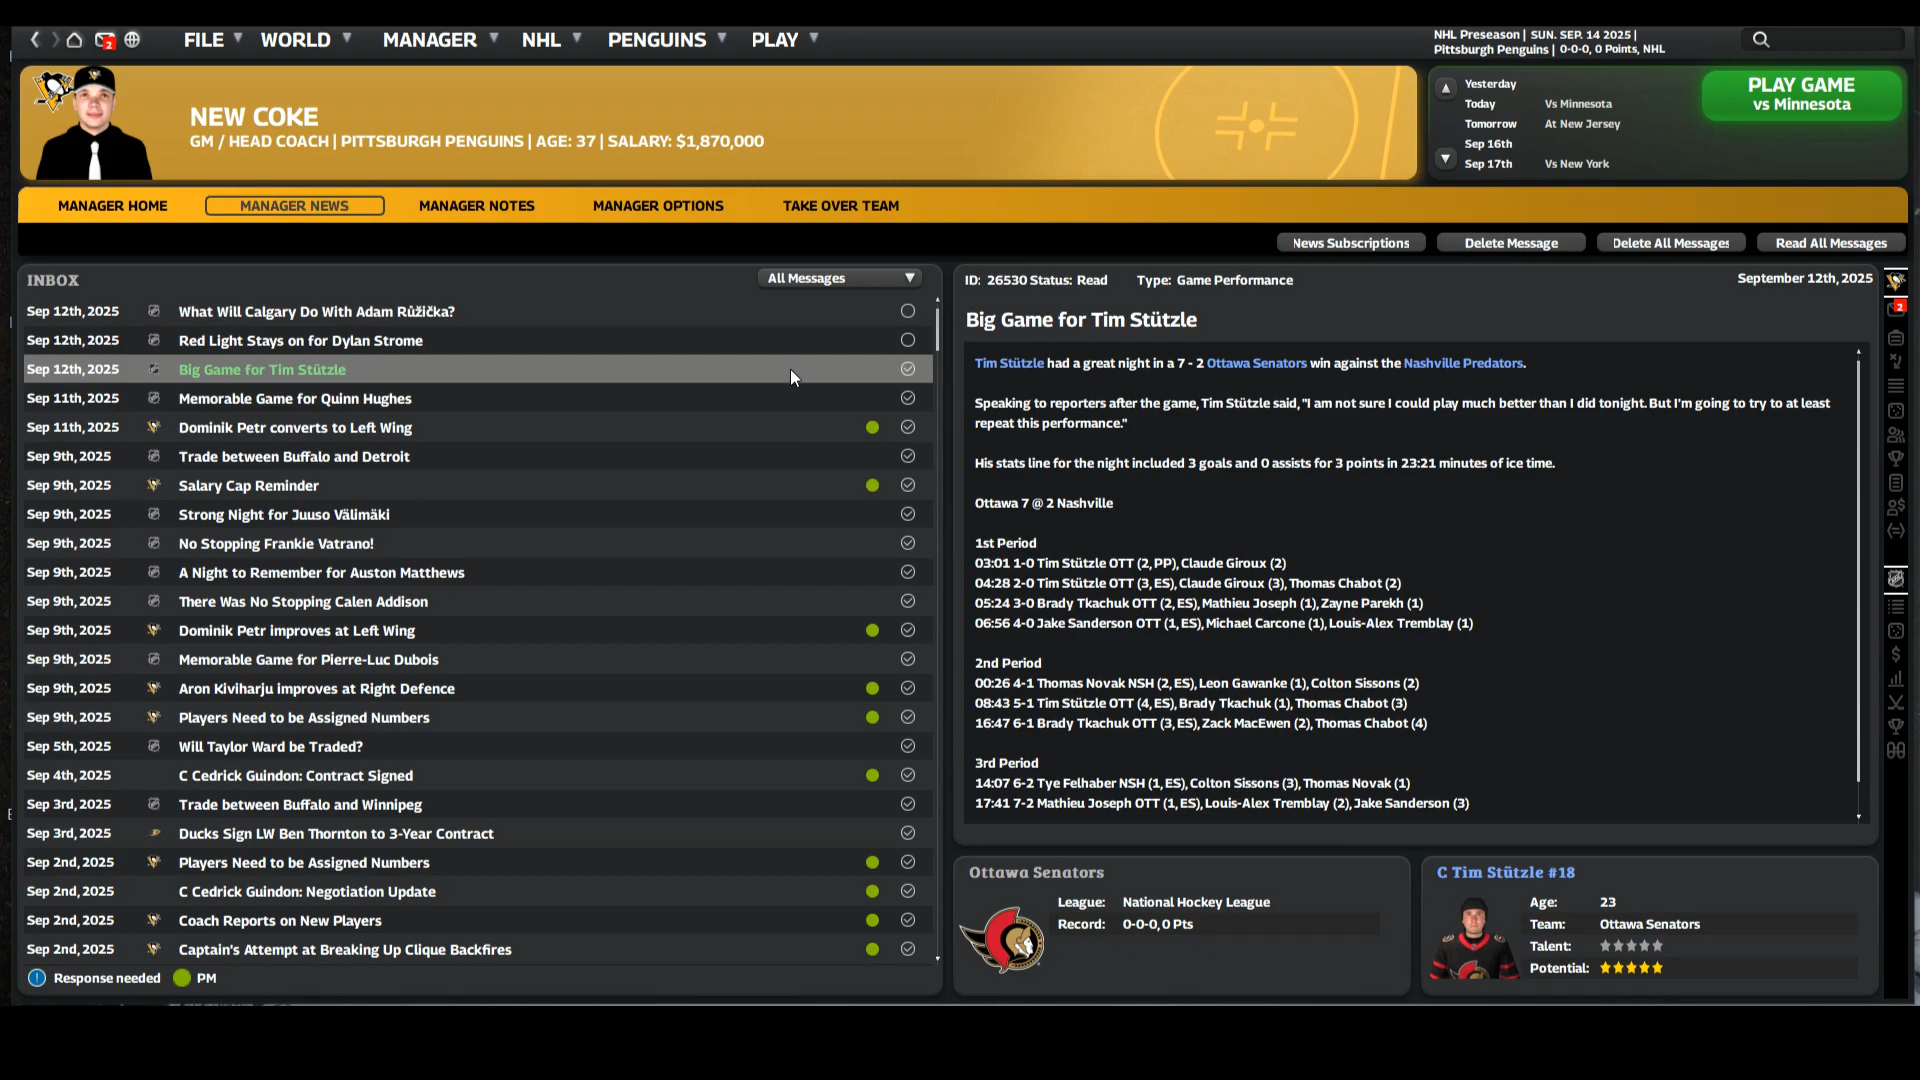 2
FILE WORLD MANAGER NHL PENGUINS PLAY
NHL Preseason | SUN. SEP. 14 2025 |
Pittsburgh Penguins | 0-0-0, 0 Points, NHL
NEW COKE
GM / HEAD COACH | PITTSBURGH PENGUINS | AGE: 37 | SALARY: $1,870,000
Yesterday
Today Vs Minnesota
Tomorrow At New Jersey
Sep 16th
Sep 17th Vs New York
PLAY GAME
vs Minnesota
MANAGER HOME MANAGER NEWS MANAGER NOTES MANAGER OPTIONS TAKE OVER TEAM
News Subscriptions Delete Message Delete All Messages Read All Messages
INBOX All Messages
Sep 12th, 2025 What Will Calgary Do With Adam Růžička?
Sep 12th, 2025 Red Light Stays on for Dylan Strome
Sep 12th, 2025 Big Game for Tim Stützle
Sep 11th, 2025 Memorable Game for Quinn Hughes
Sep 11th, 2025 Dominik Petr converts to Left Wing
Sep 9th, 2025 Trade between Buffalo and Detroit
Sep 9th, 2025 Salary Cap Reminder
Sep 9th, 2025 Strong Night for Juuso Välimäki
Sep 9th, 2025 No Stopping Frankie Vatrano!
Sep 9th, 2025 A Night to Remember for Auston Matthews
Sep 9th, 2025 There Was No Stopping Calen Addison
Sep 9th, 2025 Dominik Petr improves at Left Wing
Sep 9th, 2025 Memorable Game for Pierre-Luc Dubois
Sep 9th, 2025 Aron Kiviharju improves at Right Defence
Sep 9th, 2025 Players Need to be Assigned Numbers
Sep 5th, 2025 Will Taylor Ward be Traded?
Sep 4th, 2025 C Cedrick Guindon: Contract Signed
Sep 3rd, 2025 Trade between Buffalo and Winnipeg
Sep 3rd, 2025 Ducks Sign LW Ben Thornton to 3-Year Contract
Sep 2nd, 2025 Players Need to be Assigned Numbers
Sep 2nd, 2025 C Cedrick Guindon: Negotiation Update
Sep 2nd, 2025 Coach Reports on New Players
Sep 2nd, 2025 Captain's Attempt at Breaking Up Clique Backfires
Response needed PM
ID: 26530 Status: Read Type: Game Performance September 12th, 2025
Big Game for Tim Stützle
Tim Stützle had a great night in a 7 - 2 Ottawa Senators win against the Nashville Predators.
Speaking to reporters after the game, Tim Stützle said, "I am not sure I could play much better than I did tonight. But I'm going to try to at least
repeat this performance."
His stats line for the night included 3 goals and 0 assists for 3 points in 23:21 minutes of ice time.
Ottawa 7 @ 2 Nashville
1st Period
03:01 1-0 Tim Stützle OTT (2, PP), Claude Giroux (2)
04:28 2-0 Tim Stützle OTT (3, ES), Claude Giroux (3), Thomas Chabot (2)
05:24 3-0 Brady Tkachuk OTT (2, ES), Mathieu Joseph (1), Zayne Parekh (1)
06:56 4-0 Jake Sanderson OTT (1, ES), Michael Carcone (1), Louis-Alex Tremblay (1)
2nd Period
00:26 4-1 Thomas Novak NSH (2, ES), Leon Gawanke (1), Colton Sissons (2)
08:43 5-1 Tim Stützle OTT (4, ES), Brady Tkachuk (1), Thomas Chabot (3)
16:47 6-1 Brady Tkachuk OTT (3, ES), Zack MacEwen (2), Thomas Chabot (4)
3rd Period
14:07 6-2 Tye Felhaber NSH (1, ES), Colton Sissons (3), Thomas Novak (1)
17:41 7-2 Mathieu Joseph OTT (1, ES), Louis-Alex Tremblay (2), Jake Sanderson (3)
2
Ottawa Senators
League: National Hockey League
Record: 0-0-0, 0 Pts
C Tim Stützle #18
Age: 23
Team: Ottawa Senators
Talent:
Potential: